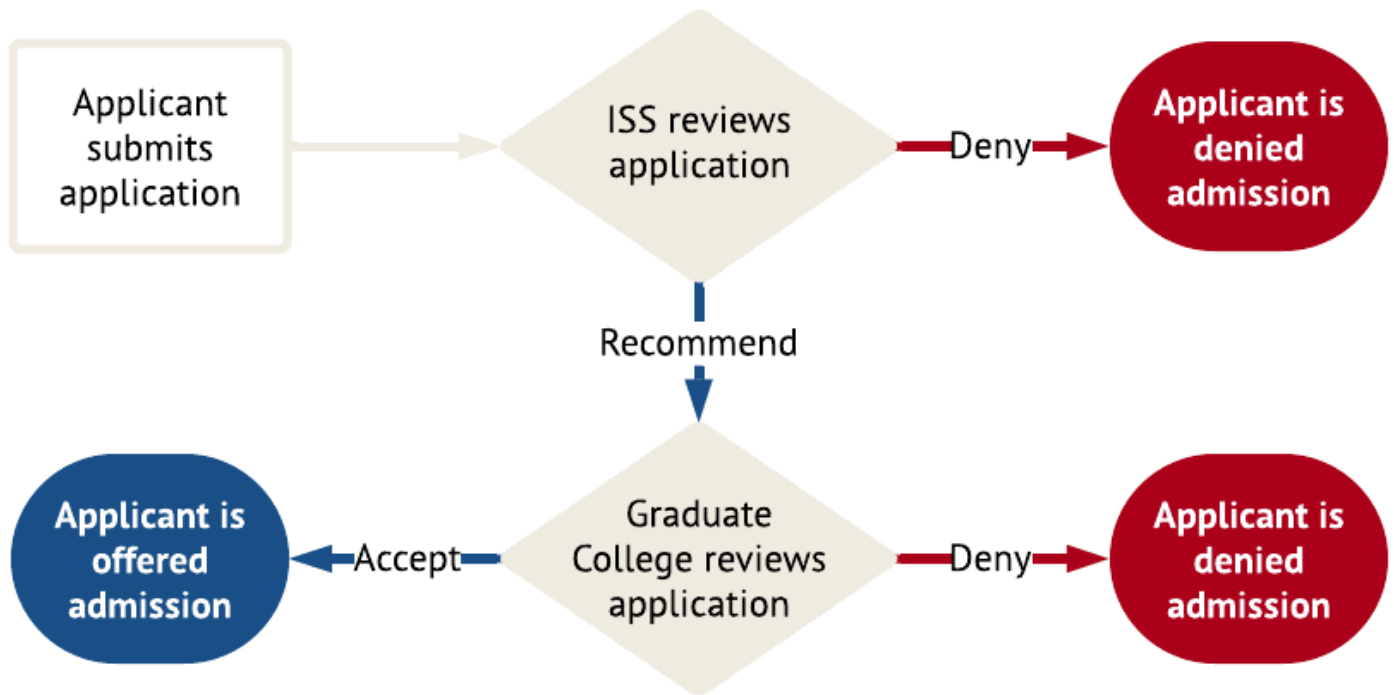 Applicant
submits
application
ISS reviews
application
Deny
Applicant is
denied
admission
Recommend
Applicant is
offered
admission
Accept
Graduate
College reviews
application
Deny
Applicant is
denied
admission